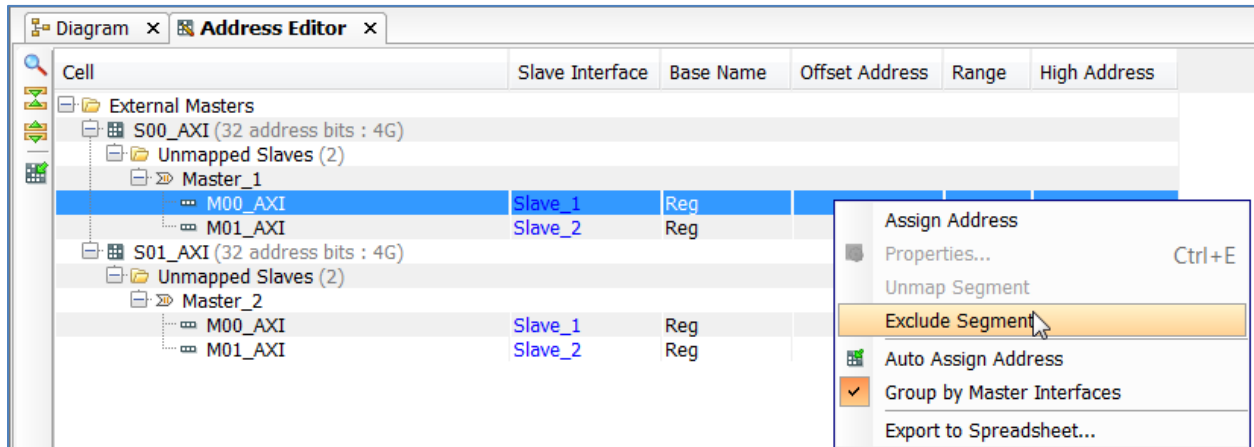 Diagram Address Editor
Cell Slave Interface Base Name Offset Address Range High Address
External Masters
S00_AXI (32 address bits : 4G)
Unmapped Slaves (2)
Master_1
M00_AXI Slave_1 Reg
M01_AXI Slave_2 Reg
S01_AXI (32 address bits : 4G)
Unmapped Slaves (2)
Master_2
M00_AXI Slave_1 Reg
M01_AXI Slave_2 Reg
Assign Address
Properties... Ctrl+E
Unmap Segment
Exclude Segment
Auto Assign Address
Group by Master Interfaces
Export to Spreadsheet...